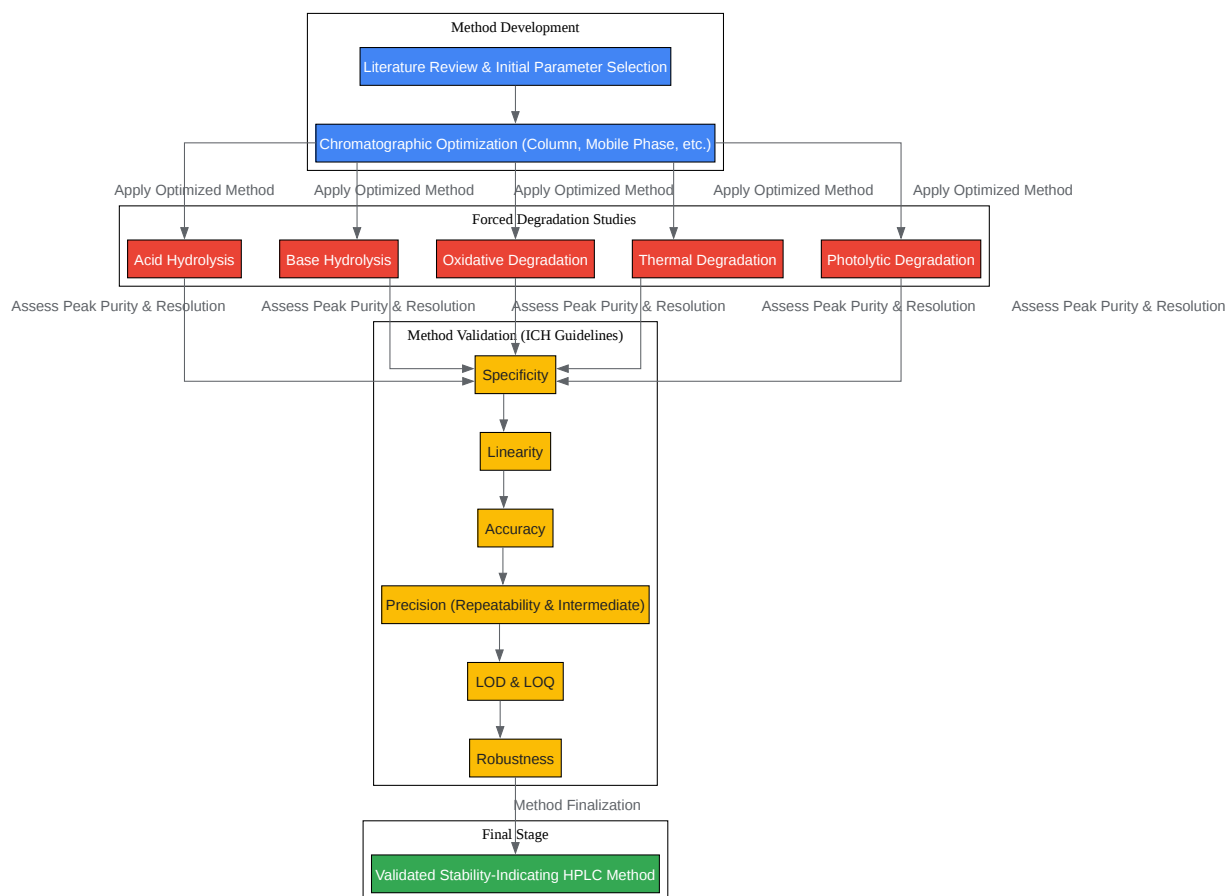 Method Development
Literature Review & Initial Parameter Selection
Chromatographic Optimization (Column, Mobile Phase, etc.)
Apply Optimized Method
Apply Optimized Method
Apply Optimized Method
Apply Optimized Method
Apply Optimized Method
Forced Degradation Studies
Acid Hydrolysis
Base Hydrolysis
Oxidative Degradation
Thermal Degradation
Photolytic Degradation
Assess Peak Purity & Resolution
Assess Peak Purity & Resolution
Assess Peak Purity & Resolution
Assess Peak Purity & Resolution
Assess Peak Purity & Resolution
Method Validation (ICH Guidelines)
Specificity
Linearity
Accuracy
Precision (Repeatability & Intermediate)
LOD & LOQ
Robustness
Method Finalization
Final Stage
Validated Stability-Indicating HPLC Method